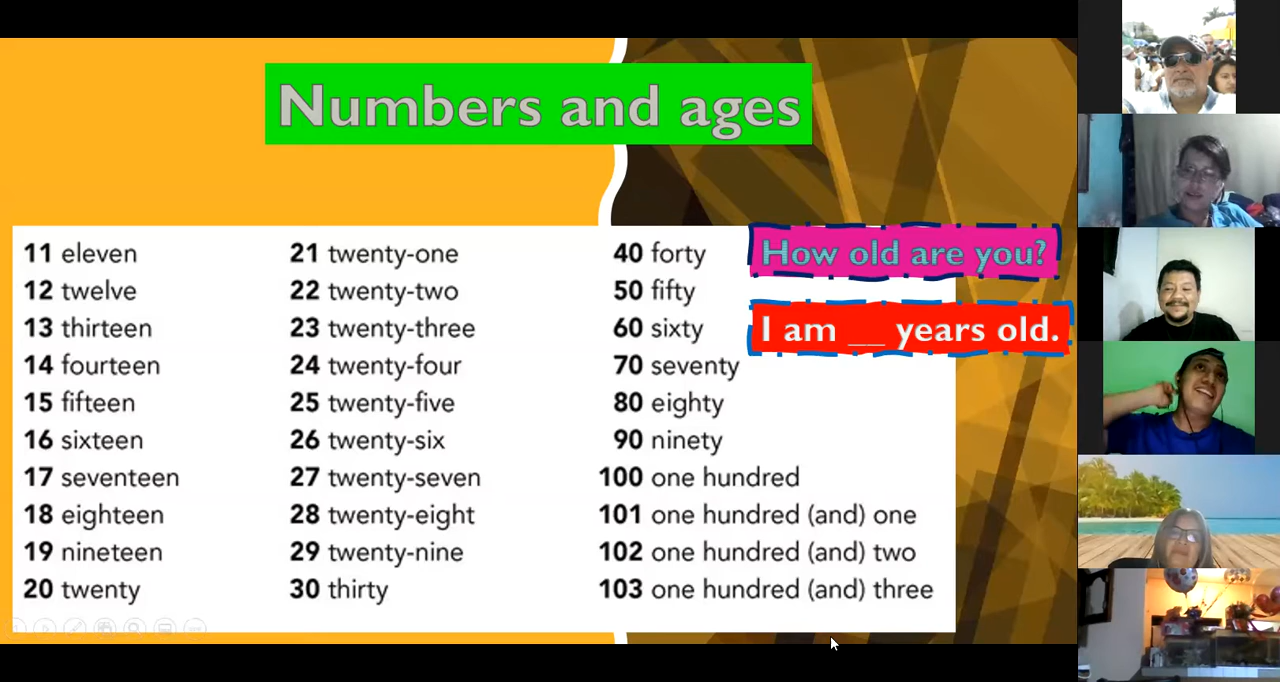 Numbers and ages
11 eleven
12 twelve
13 thirteen
14 fourteen
15 fifteen
16 sixteen
17 seventeen
18 eighteen
19 nineteen
20 twenty
21 twenty-one
22 twenty-two
23 twenty-three
24 twenty-four
25 twenty-five
26 twenty-six
27 twenty-seven
28 twenty-eight
29 twenty-nine
30 thirty
40 forty
50 fifty
60 sixty
70 seventy
80 eighty
90 ninety
100 one hundred
101 one hundred (and) one
102 one hundred (and) two
103 one hundred (and) three
How old are you?
I am __ years old.